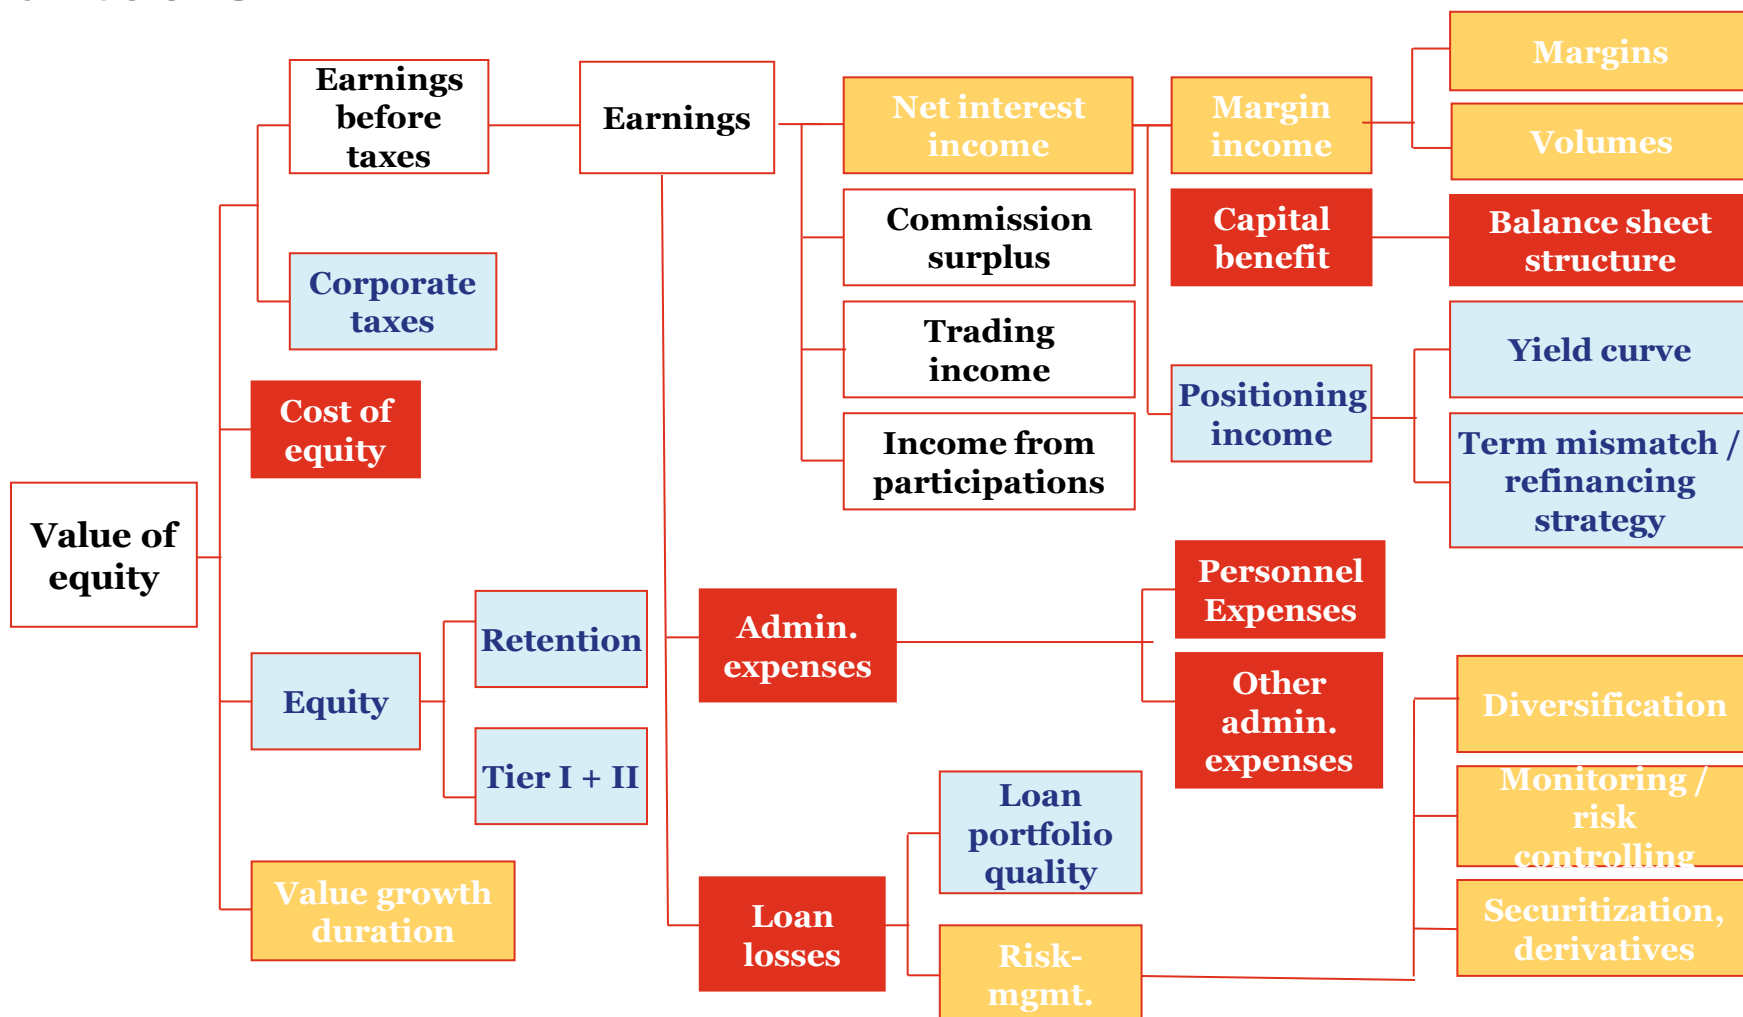 Earnings
before
taxes
Earnings
Net interest
income
Margin
income
Margins
Volumes
Commission
surplus
Capital
benefit
Balance sheet
structure
Corporate
taxes
Trading
income
Yield curve
Cost of
equity
Positioning
income
Income from
participations
Term mismatch /
refinancing
strategy
Value of
equity
Personnel
Expenses
Retention
Admin.
expenses
Equity
Other
admin.
expenses
Diversification
Tier I + II
Loan
portfolio
quality
Monitoring /
risk
controlling
Value growth
duration
Loan
losses
Securitization,
derivatives
Risk-
mgmt.